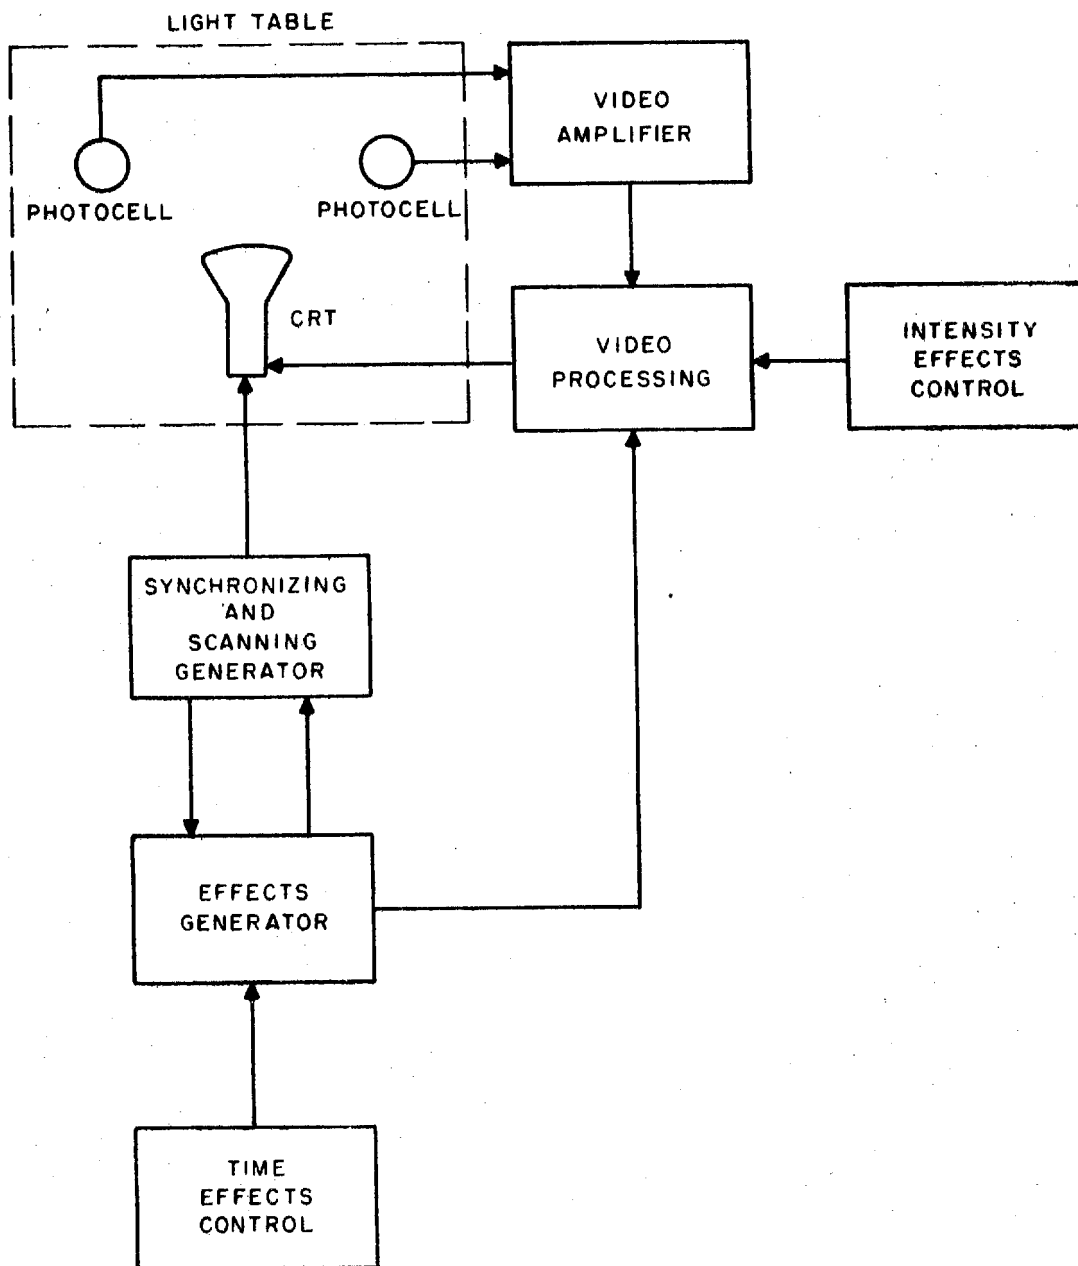 LIGHT TABLE
VIDEO
AMPLIFIER
PHOTOCELL
PHOTOCELL
CRT
VIDEO
PROCESSING
INTENSITY
EFFECTS
CONTROL
SYNCHRONIZING
AND
SCANNING
GENERATOR
EFFECTS
GENERATOR
TIME
EFFECTS
CONTROL